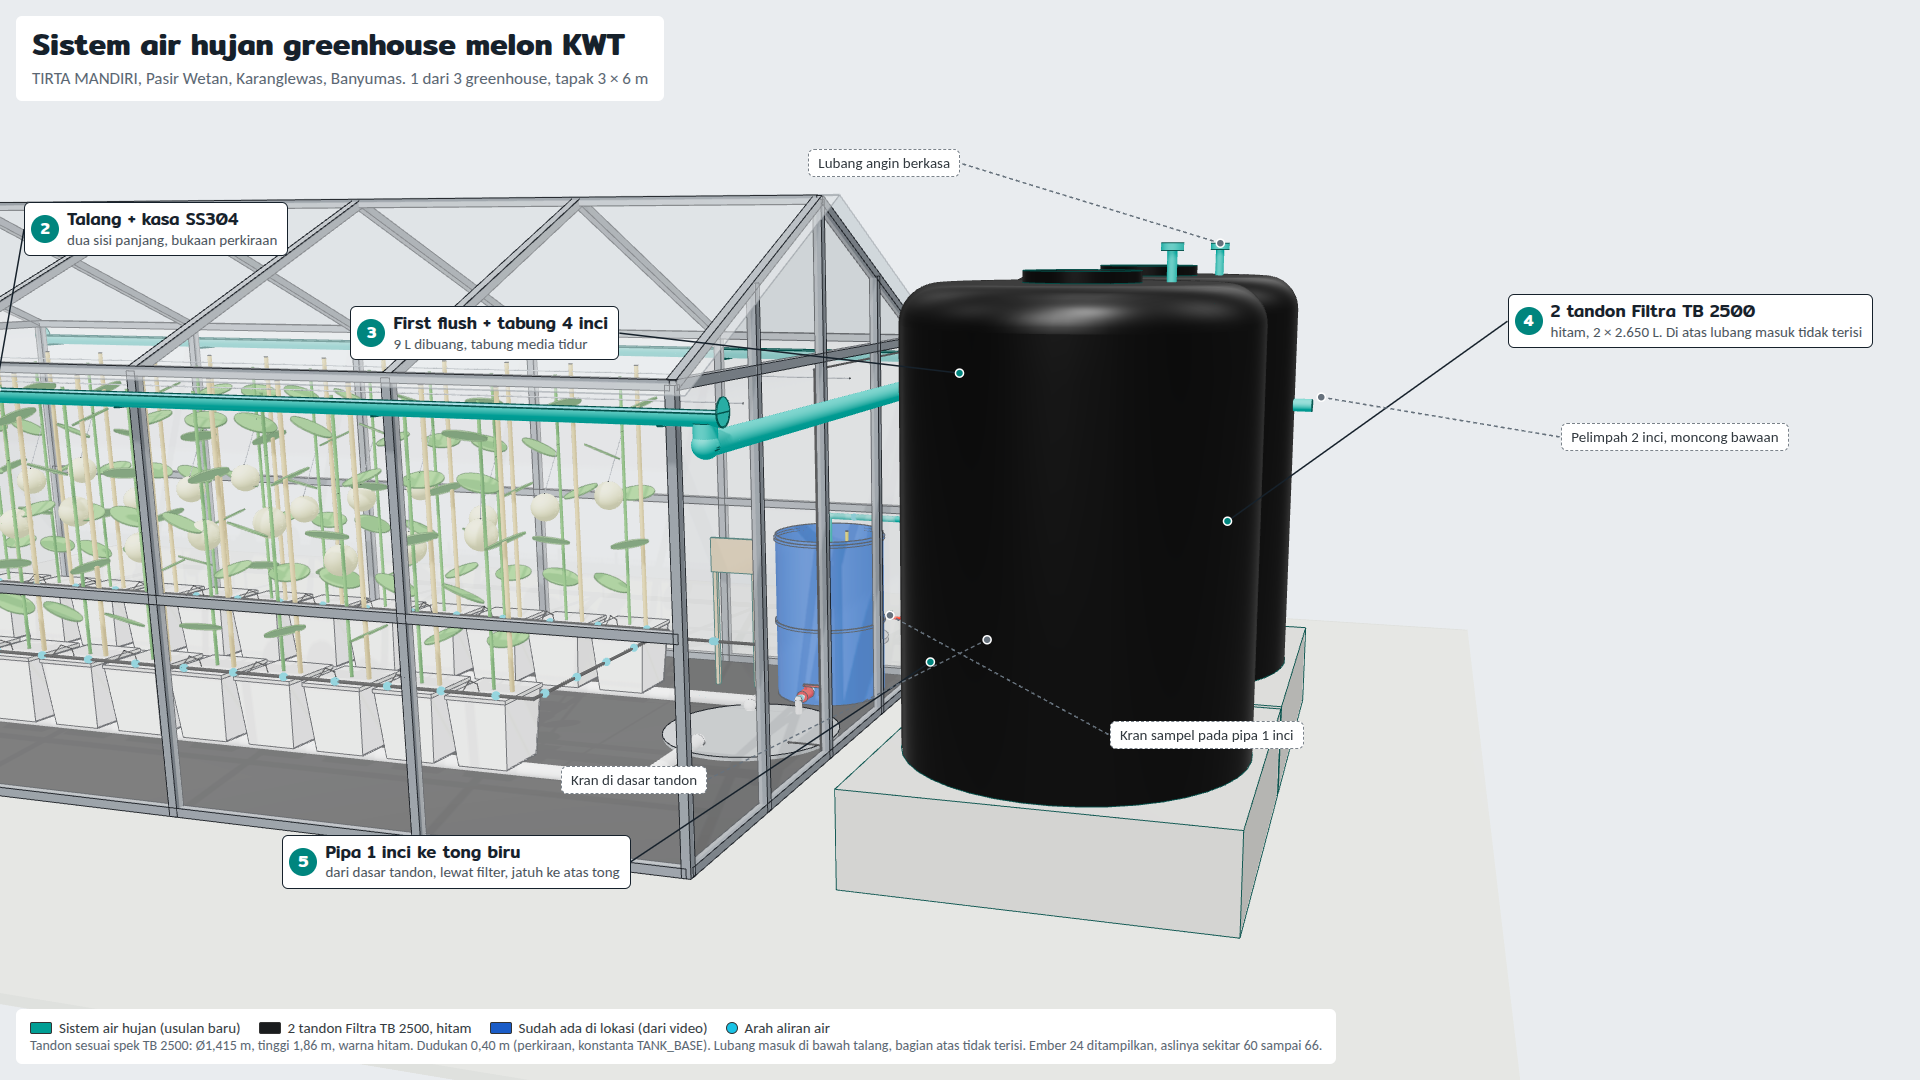 Sistem air hujan greenhouse melon KWT
TIRTA MANDIRI, Pasir Wetan, Karanglewas, Banyumas. 1 dari 3 greenhouse, tapak 3 × 6 m
Lubang angin berkasa
2
Talang + kasa SS304
dua sisi panjang, bukaan perkiraan
3
First flush + tabung 4 inci
9 L dibuang, tabung media tidur
4
2 tandon Filtra TB 2500
hitam, 2 × 2.650 L. Di atas lubang masuk tidak terisi
Pelimpah 2 inci, moncong bawaan
Kran sampel pada pipa 1 inci
Kran di dasar tandon
5
Pipa 1 inci ke tong biru
dari dasar tandon, lewat filter, jatuh ke atas tong
Sistem air hujan (usulan baru)
2 tandon Filtra TB 2500, hitam
Sudah ada di lokasi (dari video)
Arah aliran air
Tandon sesuai spek TB 2500: Ø1,415 m, tinggi 1,86 m, warna hitam. Dudukan 0,40 m (perkiraan, konstanta TANK_BASE). Lubang masuk di bawah talang, bagian atas tidak terisi. Ember 24 ditampilkan, aslinya sekitar 60 sampai 66.